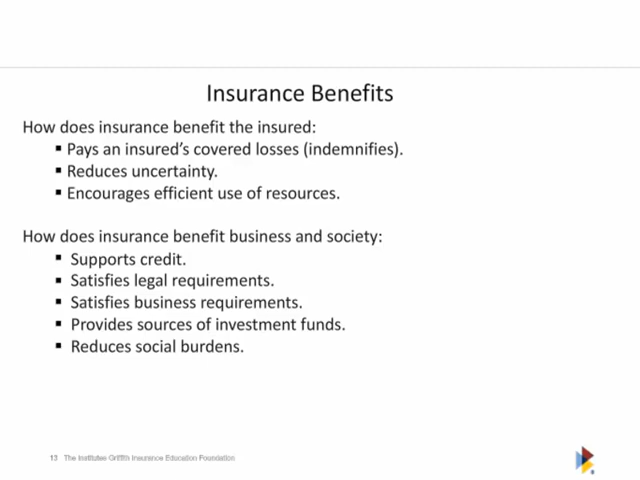 Insurance Benefits
How does insurance benefit the insured:
▪ Pays an insured's covered losses (indemnifies).
▪ Reduces uncertainty.
▪ Encourages efficient use of resources.
How does insurance benefit business and society:
▪ Supports credit.
▪ Satisfies legal requirements.
▪ Satisfies business requirements.
▪ Provides sources of investment funds.
▪ Reduces social burdens.
13 The Institutes Griffith Insurance Education Foundation